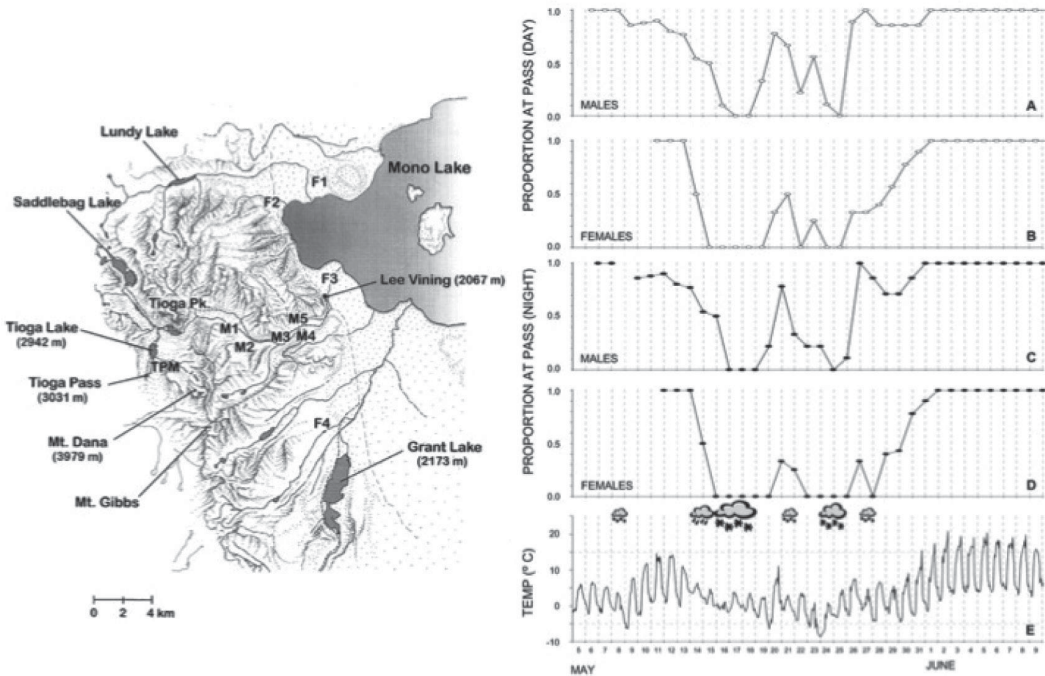 Lundy Lake
Mono Lake
F1
F2
Saddlebag Lake
F3
Lee Vining (2067 m)
Tioga Pk.
M1
M5
M2
M3
M4
Tioga Lake
(2942 m)
TPM
Tioga Pass
(3031 m)
Mt. Dana
(3979 m)
F4
Grant Lake
(2173 m)
Mt. Gibbs
0 2 4 km
PROPORTION AT PASS (DAY)
1.0
0.5
0.0
MALES
A
1.0
0.5
0.0
FEMALES
B
PROPORTION AT PASS (NIGHT)
1.0
0.5
0.0
MALES
C
1.0
0.5
0.0
FEMALES
D
TEMP (° C)
20
10
0
-10
E
5 6 7 8 9 10 11 12 13 14 15 16 17 18 19 20 21 22 23 24 25 26 27 28 29 30 31 1 2 3 4 5 6 7 8 9
MAY
JUNE